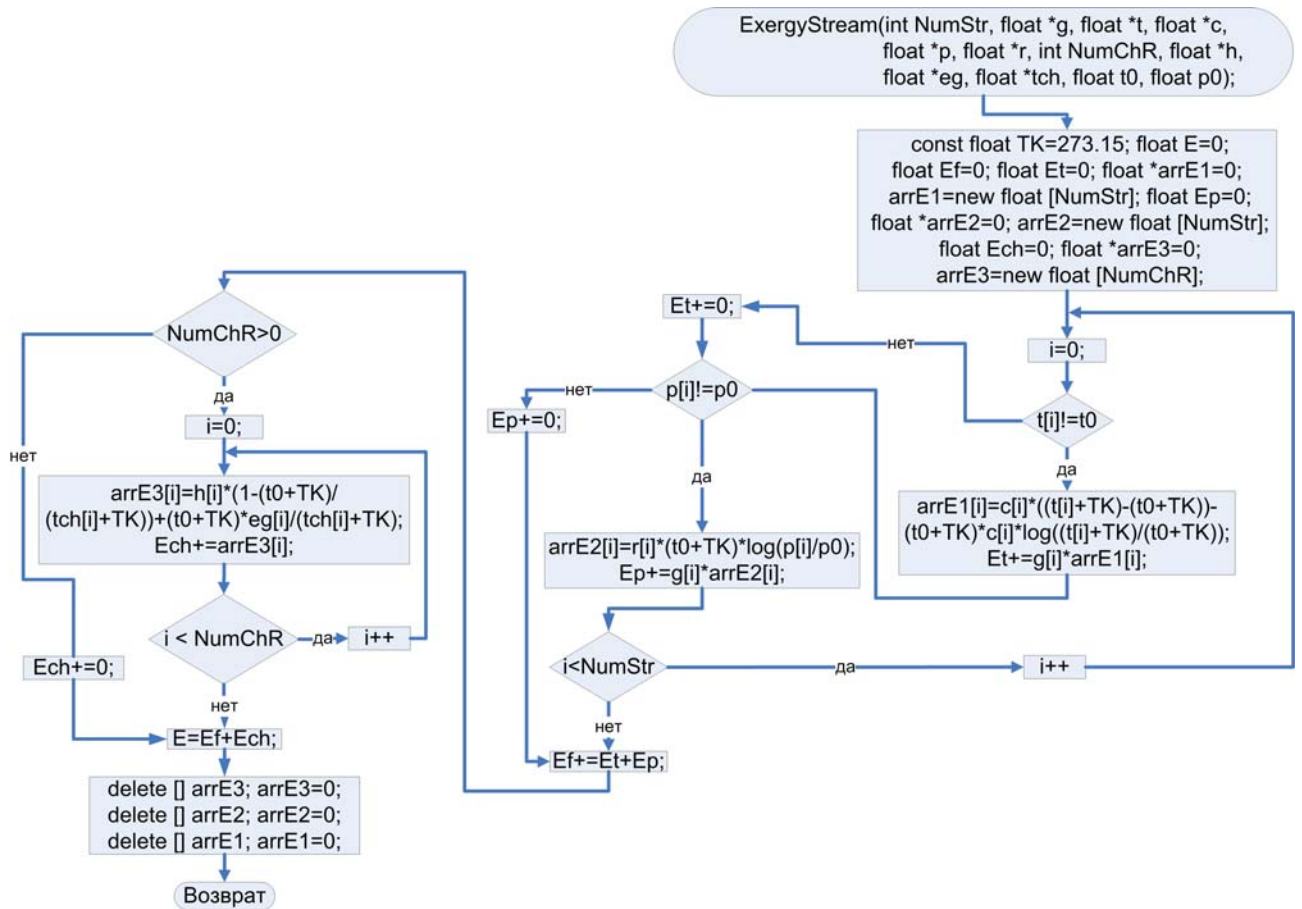 ExergyStream(int NumStr, float *g, float *t, float *c,
float *p, float *r, int NumChR, float *h,
float *eg, float *tch, float t0, float p0);
const float TK=273.15; float E=0;
float Ef=0; float Et=0; float *arrE1=0;
arrE1=new float [NumStr]; float Ep=0;
float *arrE2=0; arrE2=new float [NumStr];
float Ech=0; float *arrE3=0;
arrE3=new float [NumChR];
i=0;
t[i]!=t0
нет
да
arrE1[i]=c[i]*((t[i]+TK)-(t0+TK))-
(t0+TK)*c[i]*log((t[i]+TK)/(t0+TK));
Et+=g[i]*arrE1[i];
Et+=0;
p[i]!=p0
нет
Ep+=0;
да
arrE2[i]=r[i]*(t0+TK)*log(p[i]/p0);
Ep+=g[i]*arrE2[i];
i<NumStr
да
i++
нет
Ef+=Et+Ep;
NumChR>0
да
нет
i=0;
arrE3[i]=h[i]*(1-(t0+TK)/
(tch[i]+TK))+(t0+TK)*eg[i]/(tch[i]+TK);
Ech+=arrE3[i];
i < NumChR
да
i++
Ech+=0;
нет
E=Ef+Ech;
delete [] arrE3; arrE3=0;
delete [] arrE2; arrE2=0;
delete [] arrE1; arrE1=0;
Возврат